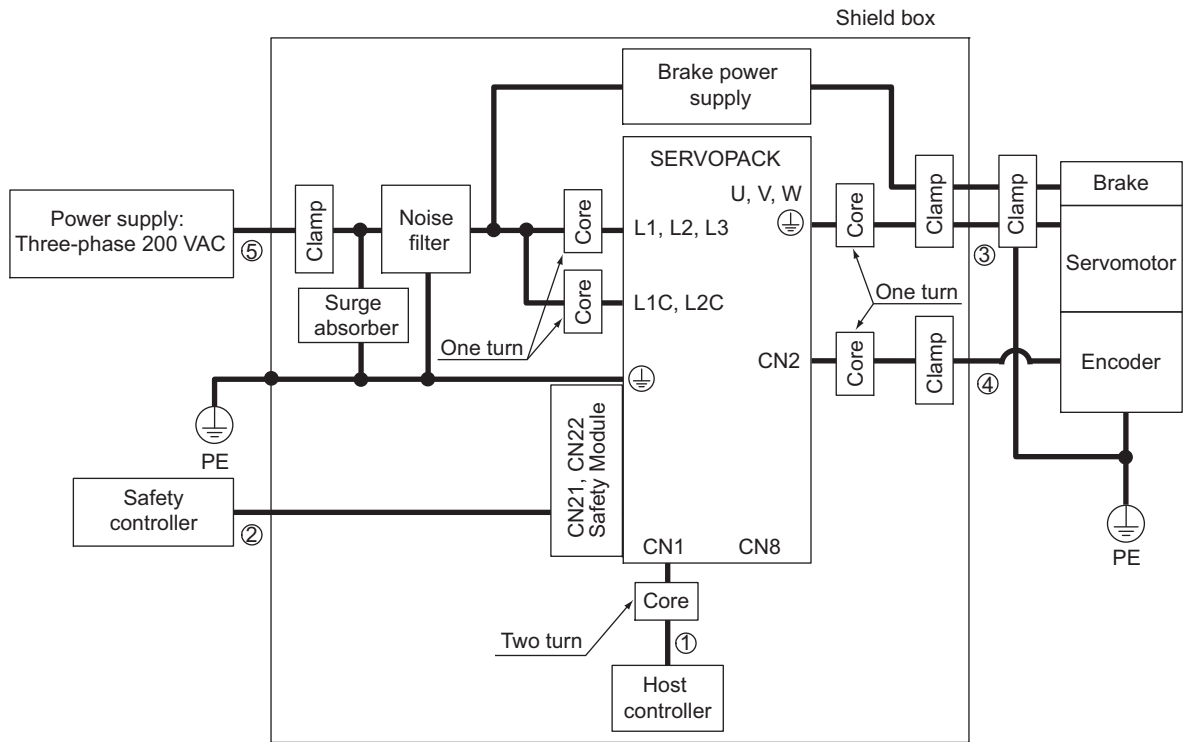 Shield box
Brake power
supply
SERVOPACK
U, V, W
Core
Clamp
Clamp
Brake
Power supply:
Three-phase 200 VAC
⑤
Clamp
Noise
filter
Core
L1, L2, L3
③
Servomotor
Surge
absorber
Core
L1C, L2C
One turn
One turn
CN2
Core
Clamp
④
Encoder
PE
CN21, CN22
Safety Module
Safety
controller
②
PE
CN1
CN8
Core
Two turn
①
Host
controller